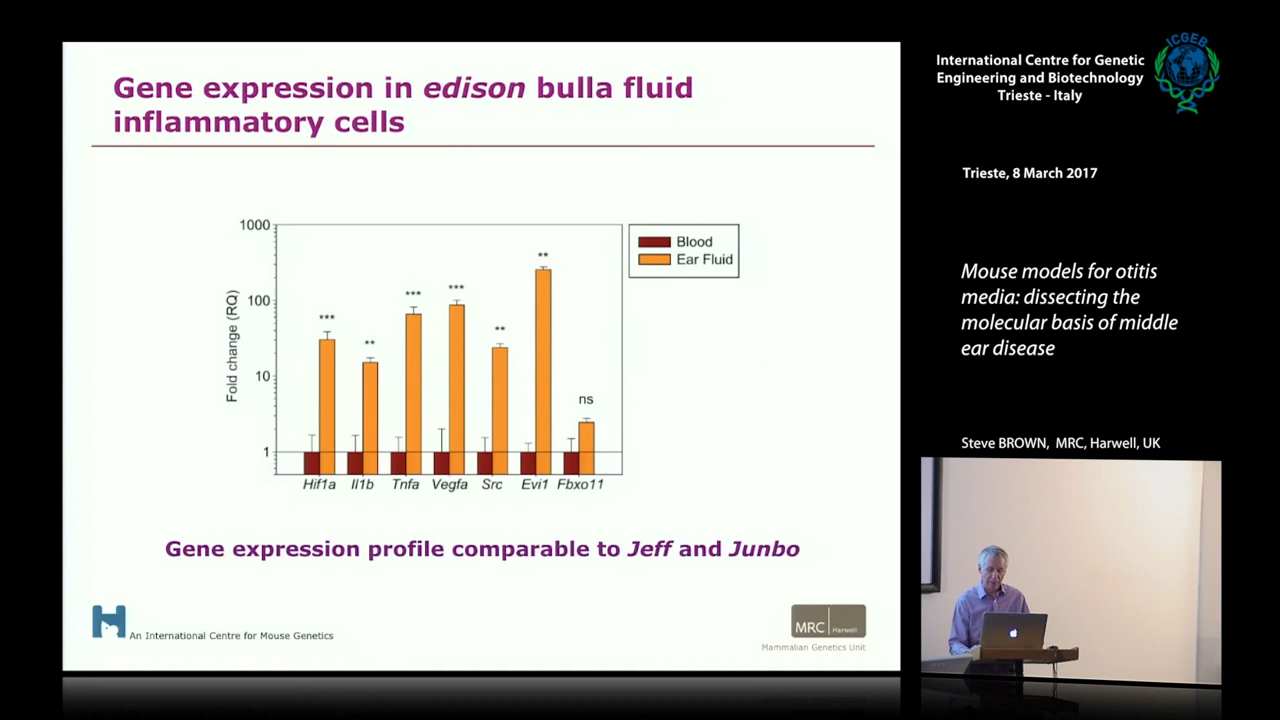 Gene expression in edison bulla fluid
inflammatory cells
1000
100
10
1
Fold change (RQ)
***
**
***
***
**
**
ns
Hif1a Il1b Tnfa Vegfa Src Evi1 Fbxo11
Blood
Ear Fluid
Gene expression profile comparable to Jeff and Junbo
An International Centre for Mouse Genetics
MRC Harwell
Mammalian Genetics Unit
International Centre for Genetic
Engineering and Biotechnology
Trieste - Italy
ICGEB
Trieste, 8 March 2017
Mouse models for otitis
media: dissecting the
molecular basis of middle
ear disease
Steve BROWN, MRC, Harwell, UK